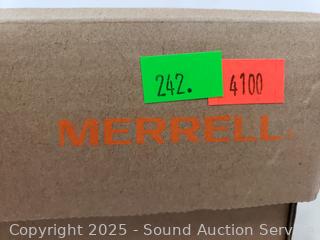 242. 4100
MERRELL
Copyright 2025 - Sound Auction Serv